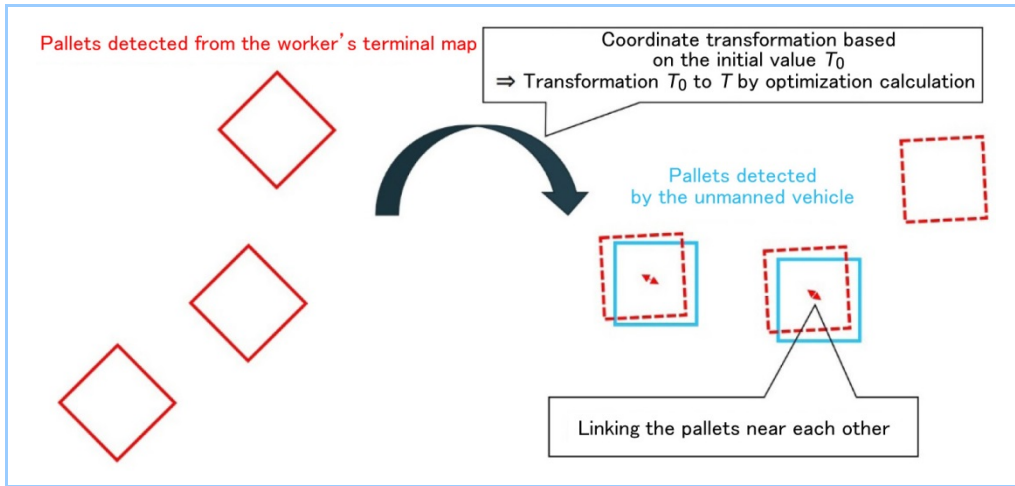 Pallets detected from the worker’s terminal map
Coordinate transformation based
on the initial value T₀
⇒ Transformation T₀ to T by optimization calculation
Pallets detected
by the unmanned vehicle
Linking the pallets near each other